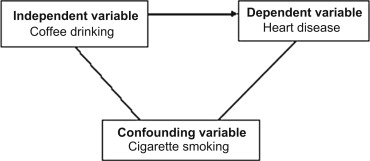 Independent variable
Coffee drinking
Dependent variable
Heart disease
Confounding variable
Cigarette smoking